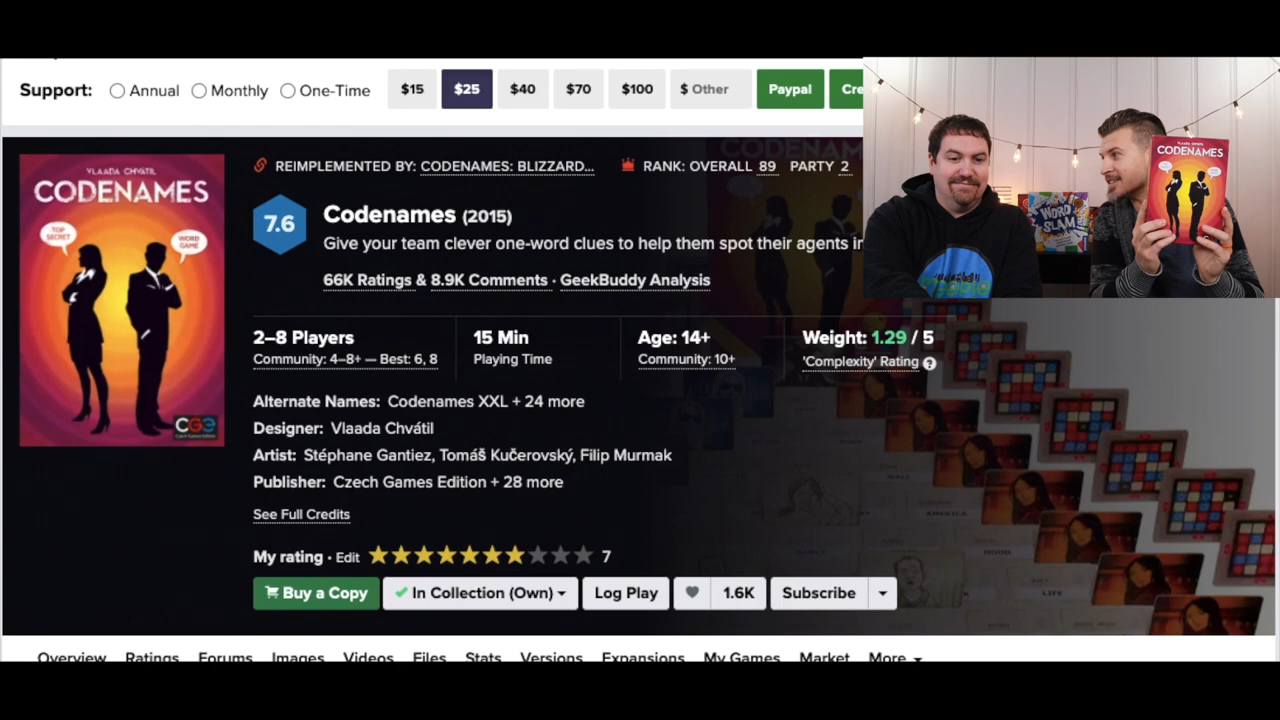 Support: Annual Monthly One-Time $15 $25 $40 $70 $100 $ Other Paypal Cre
VLAADA CHVÁTIL
CODENAMES
TOP SECRET
WORD GAME
CGE
Czech Games Edition
REIMPLEMENTED BY: CODENAMES: BLIZZARD... RANK: OVERALL 89 PARTY 2
7.6
Codenames (2015)
Give your team clever one-word clues to help them spot their agents in
66K Ratings & 8.9K Comments · GeekBuddy Analysis
2–8 Players
Community: 4–8+ — Best: 6, 8
15 Min
Playing Time
Age: 14+
Community: 10+
Weight: 1.29 / 5
'Complexity' Rating ?
Alternate Names: Codenames XXL + 24 more
Designer: Vlaada Chvátil
Artist: Stéphane Gantiez, Tomáš Kučerovský, Filip Murmak
Publisher: Czech Games Edition + 28 more
See Full Credits
My rating · Edit 7
Buy a Copy In Collection (Own) Log Play 1.6K Subscribe
Overview Ratings Forums Images Videos Files Stats Versions Expansions My Games Market More
WORD
SLAM
CODENAMES
AMERICA
LIFE